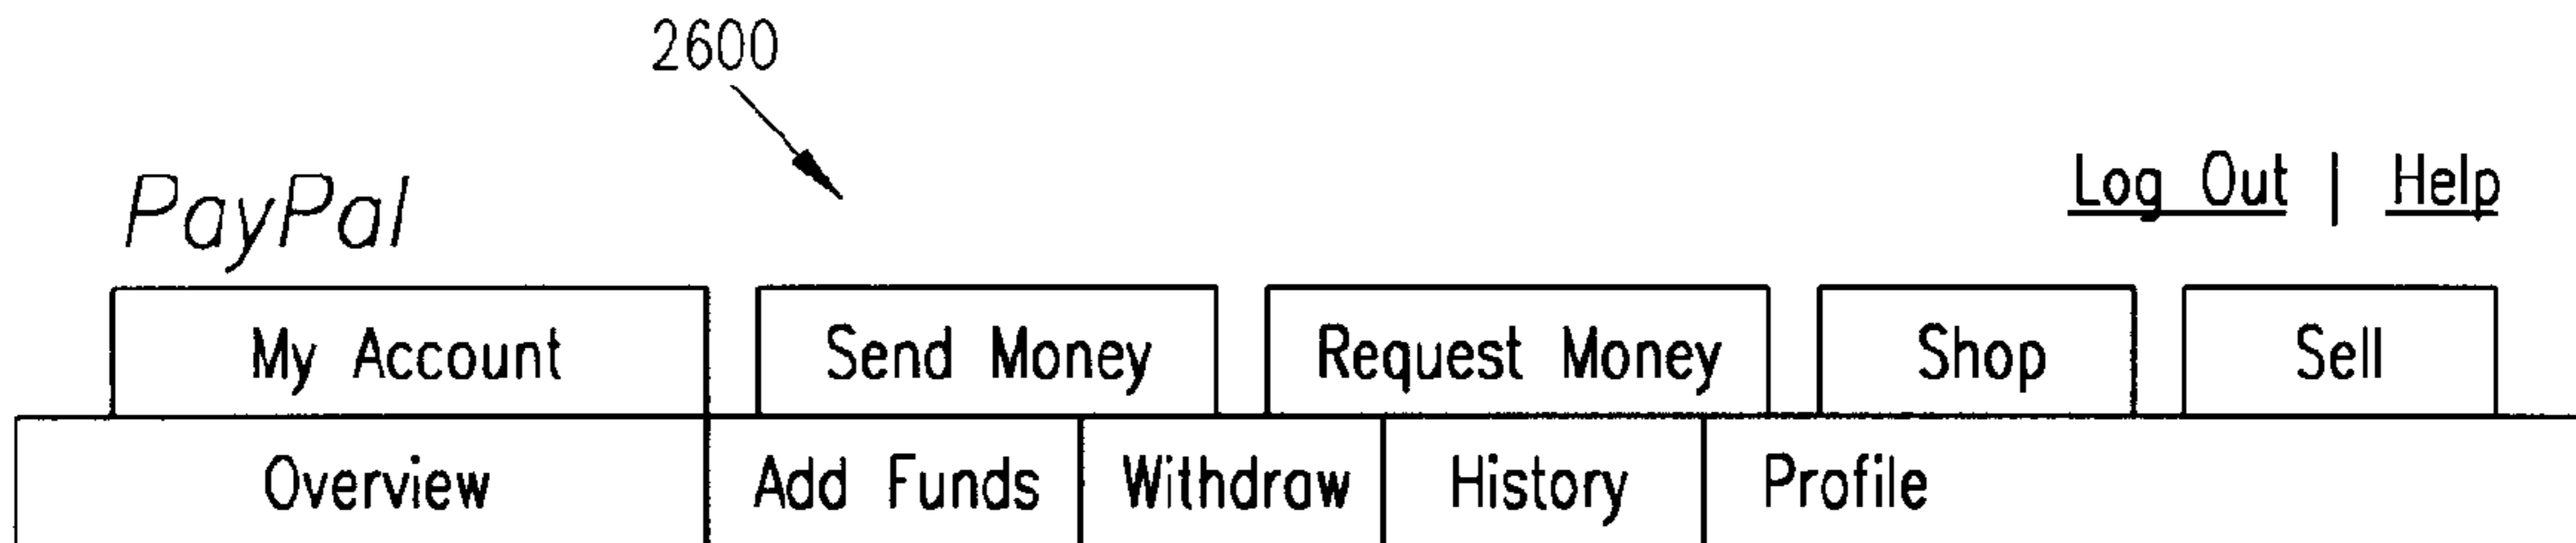 2600
PayPal
Log Out | Help
My Account Send Money Request Money Shop Sell
Overview Add Funds Withdraw History Profile